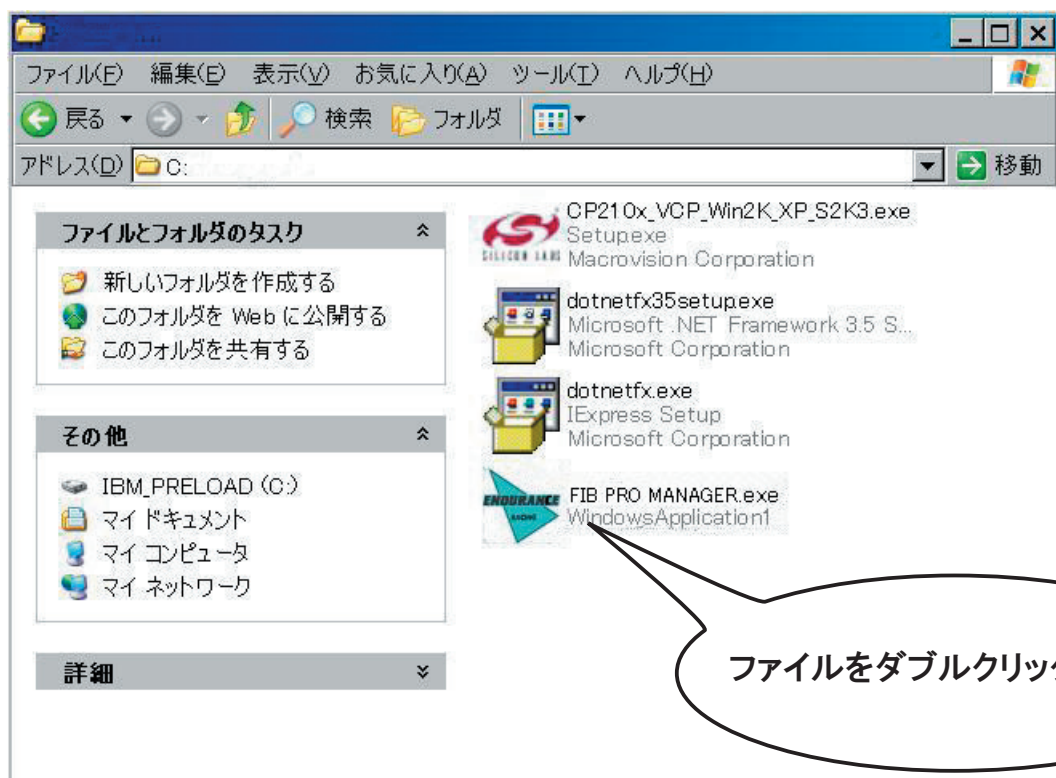 ファイル(F) 編集(E) 表示(V) お気に入り(A) ツール(T) ヘルプ(H)
戻る 検索 フォルダ
アドレス(D) C: 移動
ファイルとフォルダのタスク
新しいフォルダを作成する
このフォルダを Web に公開する
このフォルダを共有する
その他
IBM_PRELOAD (C:)
マイ ドキュメント
マイ コンピュータ
マイ ネットワーク
詳細
SILICON LABS
CP210x_VCP_Win2K_XP_S2K3.exe
Setup.exe
Macrovision Corporation
dotnetfx35setup.exe
Microsoft .NET Framework 3.5 S...
Microsoft Corporation
dotnetfx.exe
IExpress Setup
Microsoft Corporation
ENDURANCE
FIB PRO MANAGER.exe
WindowsApplication1
ファイルをダブルクリック